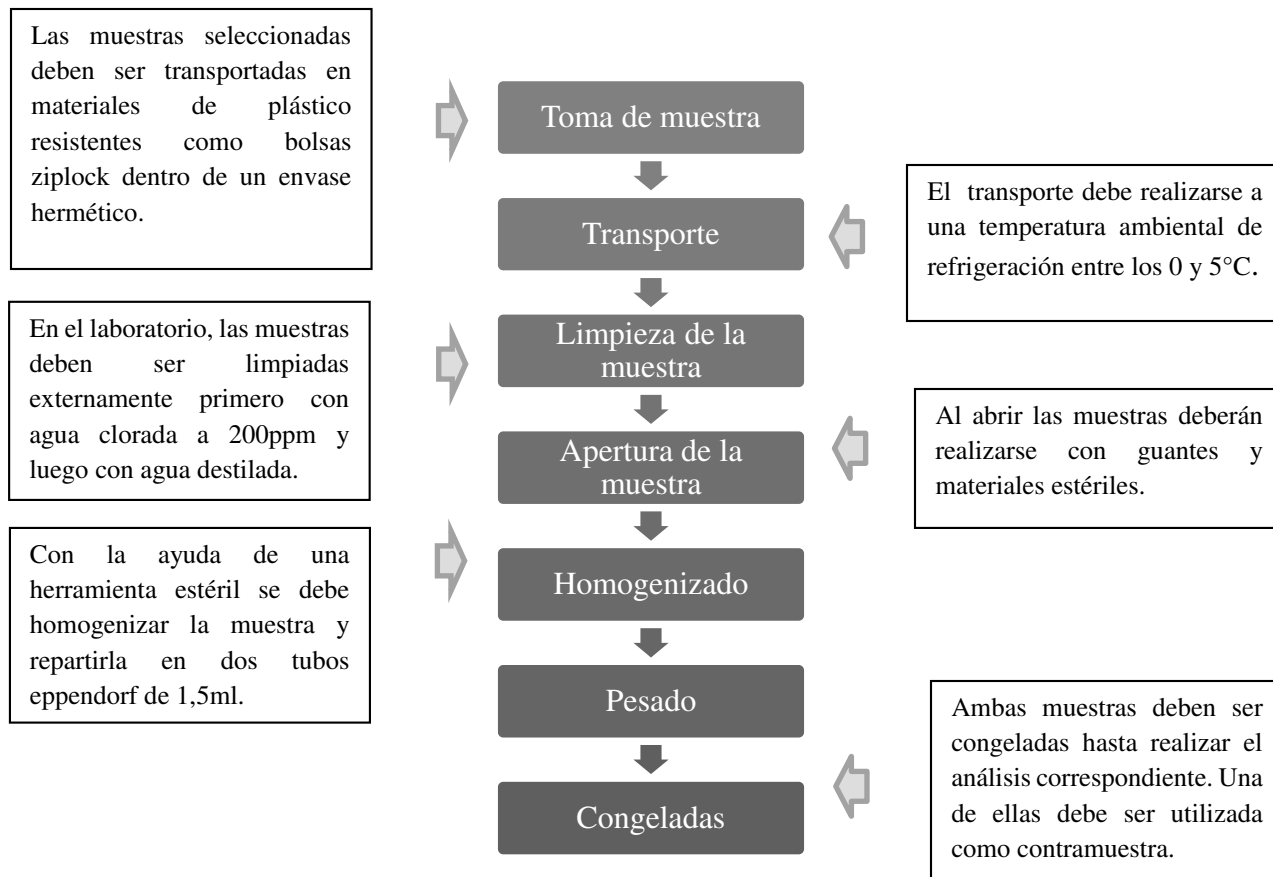 Las muestras seleccionadas
deben ser transportadas en
materiales de plástico
resistentes como bolsas
ziplock dentro de un envase
hermético.
Toma de muestra
Transporte
El transporte debe realizarse a
una temperatura ambiental de
refrigeración entre los 0 y 5°C.
En el laboratorio, las muestras
deben ser limpiadas
externamente primero con
agua clorada a 200ppm y
luego con agua destilada.
Limpieza de la
muestra
Apertura de la
muestra
Al abrir las muestras deberán
realizarse con guantes y
materiales estériles.
Con la ayuda de una
herramienta estéril se debe
homogenizar la muestra y
repartirla en dos tubos
eppendorf de 1,5ml.
Homogenizado
Pesado
Congeladas
Ambas muestras deben ser
congeladas hasta realizar el
análisis correspondiente. Una
de ellas debe ser utilizada
como contramuestra.